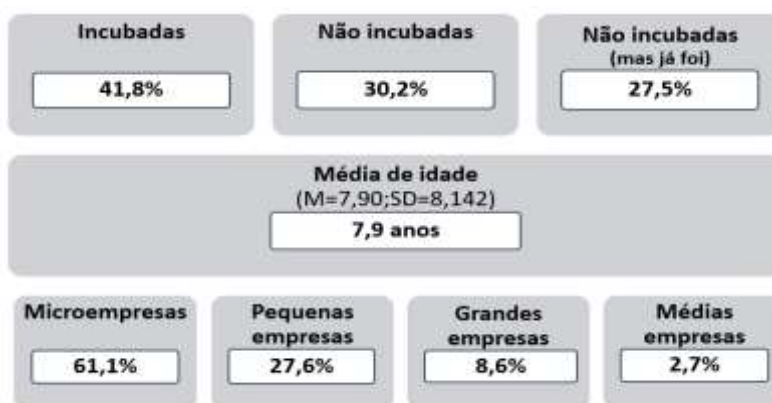 Incubadas
41,8%
Não incubadas
30,2%
Não incubadas
(mas já foi)
27,5%
Média de idade
(M=7,90;SD=8,142)
7,9 anos
Microempresas
61,1%
Pequenas
empresas
27,6%
Grandes
empresas
8,6%
Médias
empresas
2,7%